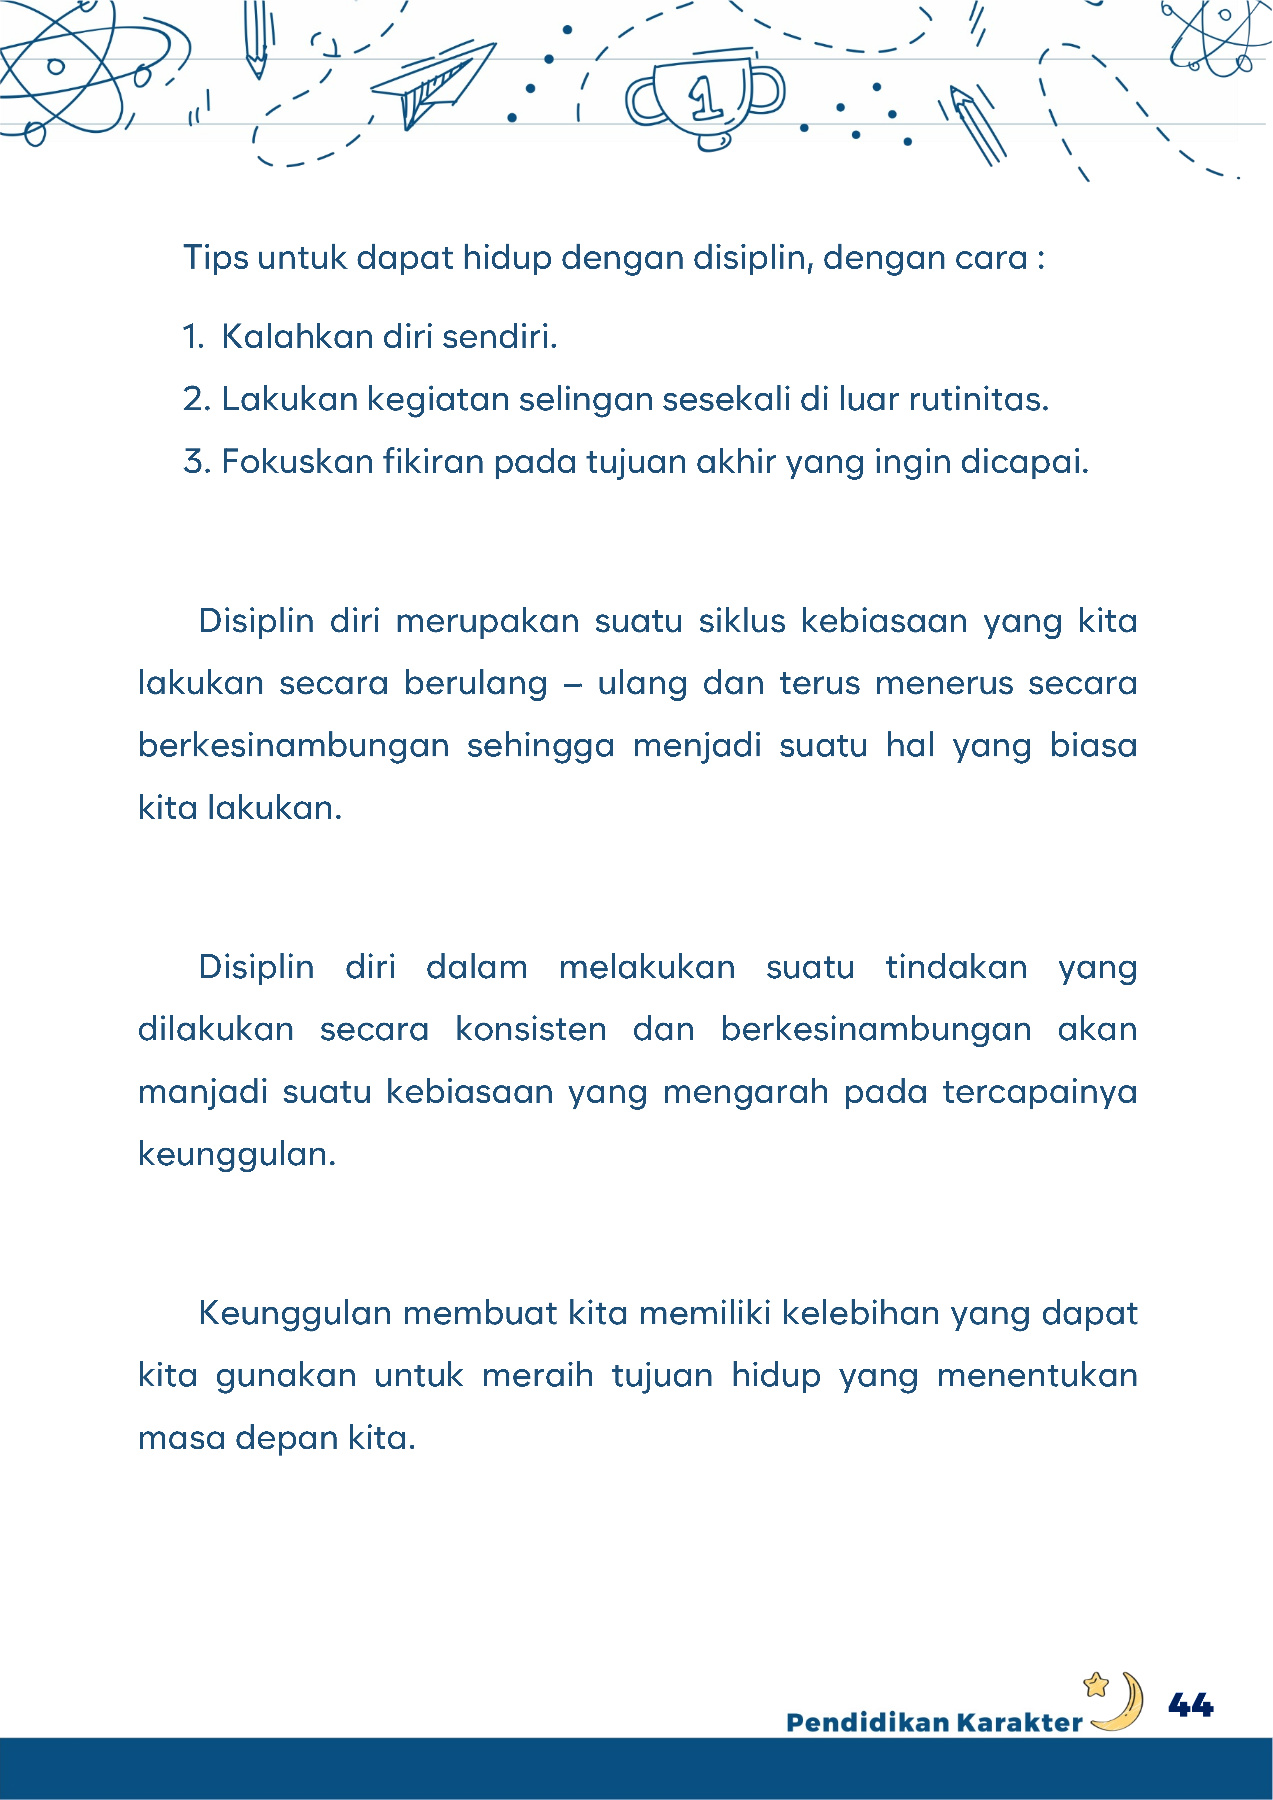 1
Tips untuk dapat hidup dengan disiplin, dengan cara :
1. Kalahkan diri sendiri.
2. Lakukan kegiatan selingan sesekali di luar rutinitas.
3. Fokuskan fikiran pada tujuan akhir yang ingin dicapai.
Disiplin diri merupakan suatu siklus kebiasaan yang kita
lakukan secara berulang – ulang dan terus menerus secara
berkesinambungan sehingga menjadi suatu hal yang biasa
kita lakukan.
Disiplin diri dalam melakukan suatu tindakan yang
dilakukan secara konsisten dan berkesinambungan akan
manjadi suatu kebiasaan yang mengarah pada tercapainya
keunggulan.
Keunggulan membuat kita memiliki kelebihan yang dapat
kita gunakan untuk meraih tujuan hidup yang menentukan
masa depan kita.
Pendidikan Karakter
44